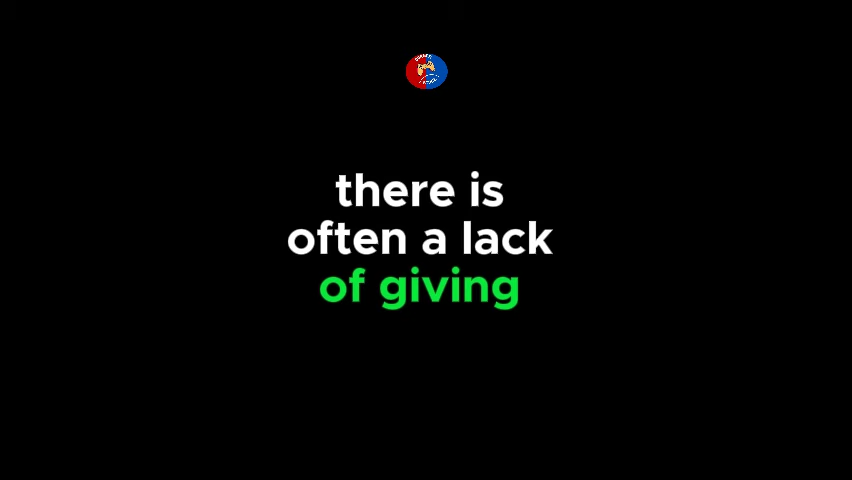 there is
often a lack
of giving